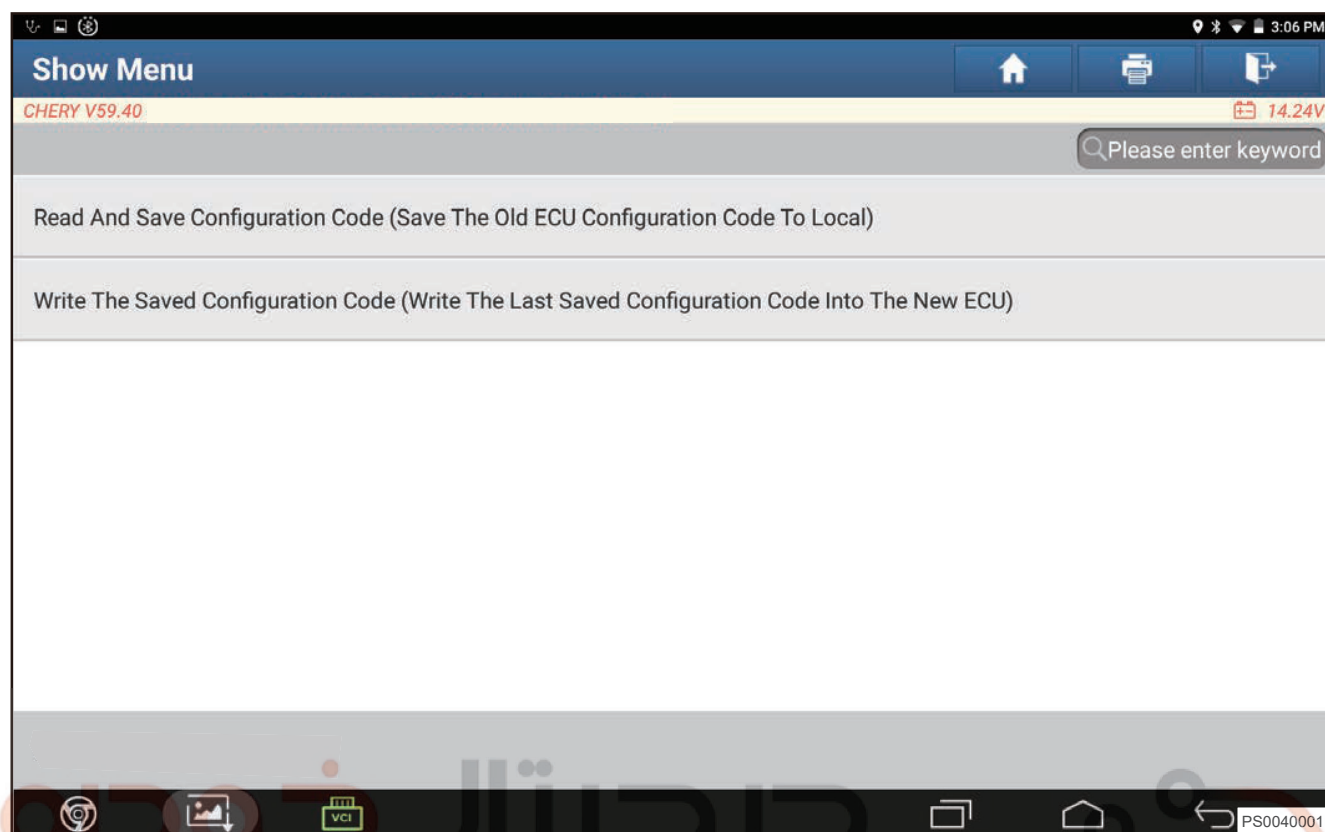 3:06 PM
Show Menu
CHERY V59.40
14.24V
Please enter keyword
Read And Save Configuration Code (Save The Old ECU Configuration Code To Local)
Write The Saved Configuration Code (Write The Last Saved Configuration Code Into The New ECU)
VCI
PS0040001